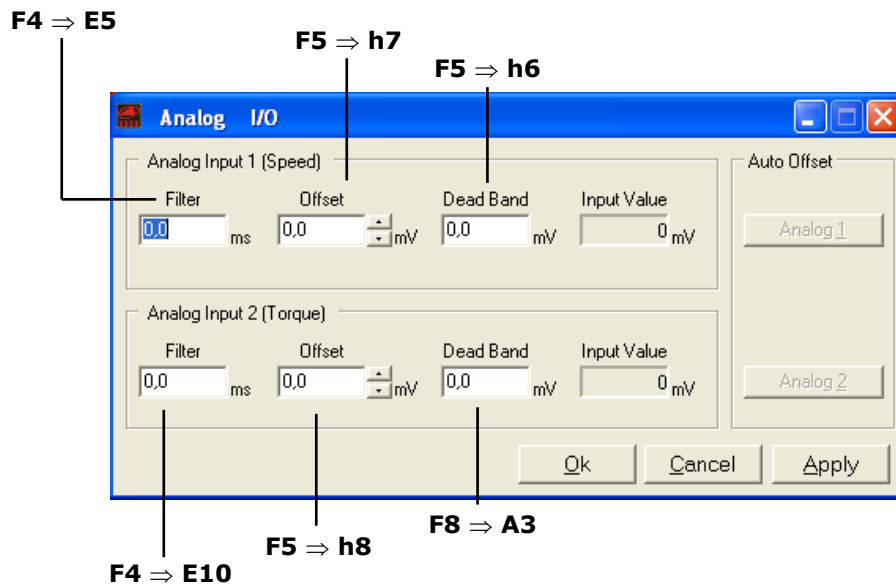 F4 ⇒ E5
F5 ⇒ h7
F5 ⇒ h6
Analog I/O
Analog Input 1 (Speed)
Auto Offset
Filter Offset Dead Band Input Value
0,0 ms 0,0 mV 0,0 mV 0 mV
Analog 1
Analog Input 2 (Torque)
Filter Offset Dead Band Input Value
0,0 ms 0,0 mV 0,0 mV 0 mV
Analog 2
Ok Cancel Apply
F8 ⇒ A3
F5 ⇒ h8
F4 ⇒ E10